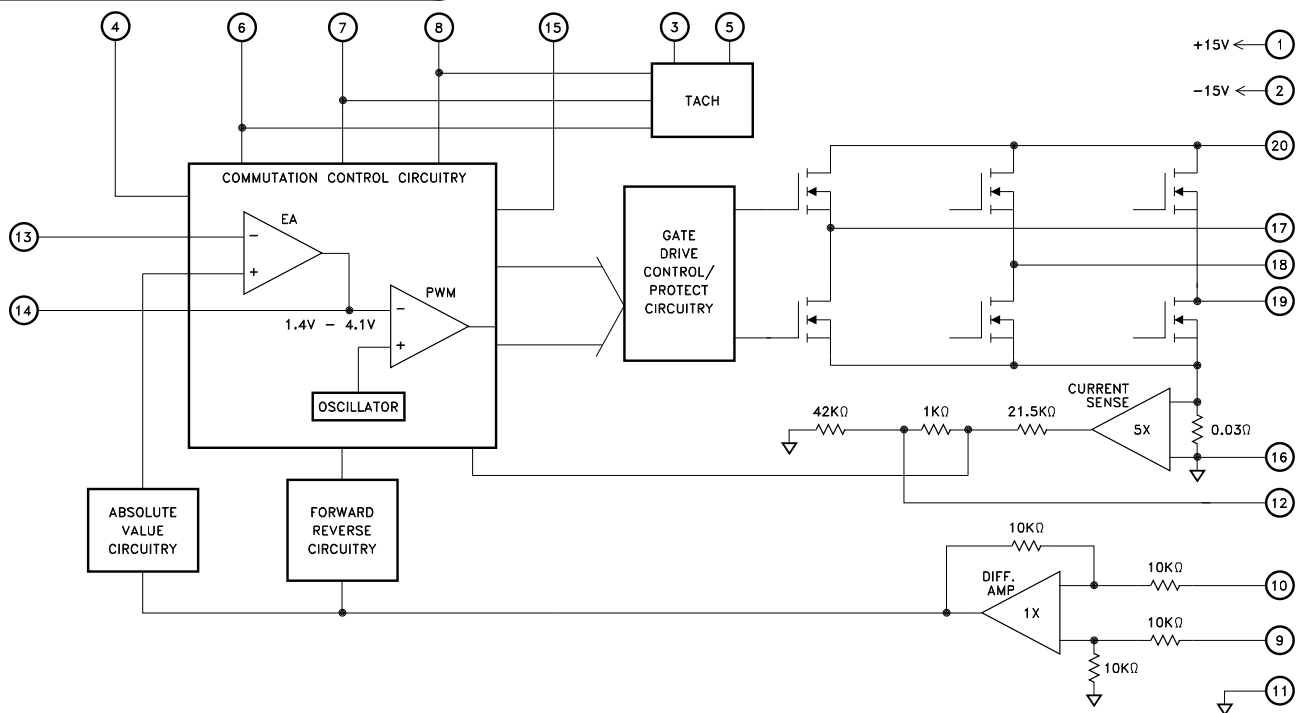 4
6
7
8
15
3
5
+15V
1
TACH
-15V
2
20
COMMUTATION CONTROL CIRCUITRY
EA
13
-
+
GATE
DRIVE
CONTROL/
PROTECT
CIRCUITRY
17
18
19
14
1.4V - 4.1V
PWM
-
+
OSCILLATOR
CURRENT
SENSE
42KΩ
1KΩ
21.5KΩ
5X
0.03Ω
16
12
ABSOLUTE
VALUE
CIRCUITRY
FORWARD
REVERSE
CIRCUITRY
10KΩ
DIFF.
AMP
1X
10KΩ
10
10KΩ
9
10KΩ
11